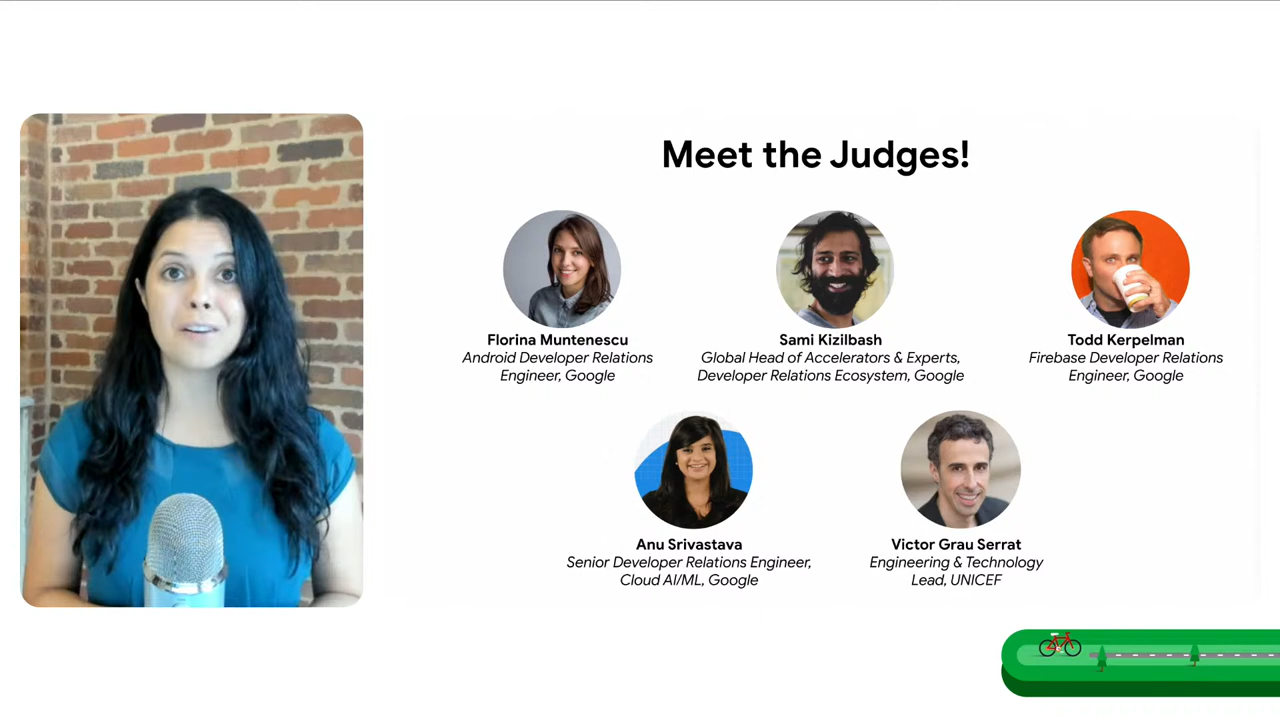 Meet the Judges!
Florina Muntenescu
Android Developer Relations
Engineer, Google
Sami Kizilbash
Global Head of Accelerators & Experts,
Developer Relations Ecosystem, Google
Todd Kerpelman
Firebase Developer Relations
Engineer, Google
Anu Srivastava
Senior Developer Relations Engineer,
Cloud AI/ML, Google
Victor Grau Serrat
Engineering & Technology
Lead, UNICEF